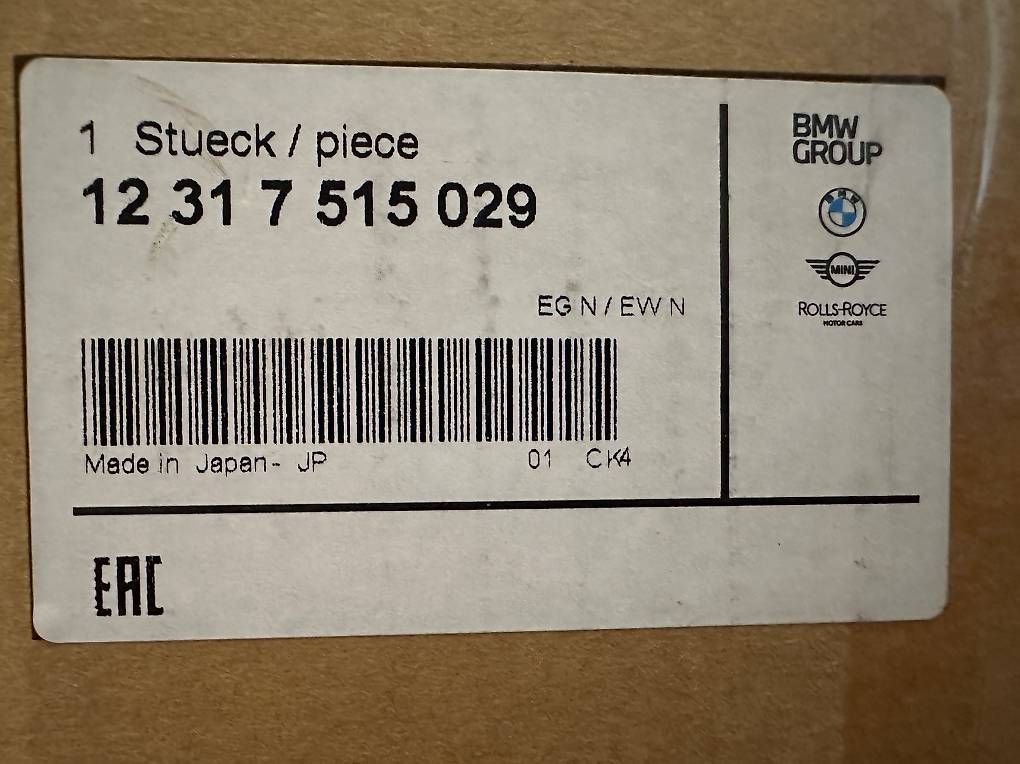 1 Stueck / piece
12 31 7 515 029
EG N / EW N
Made in Japan- JP 01 CK4
EAC
BMW
GROUP
BMW
MINI
ROLLS-ROYCE
MOTOR CARS